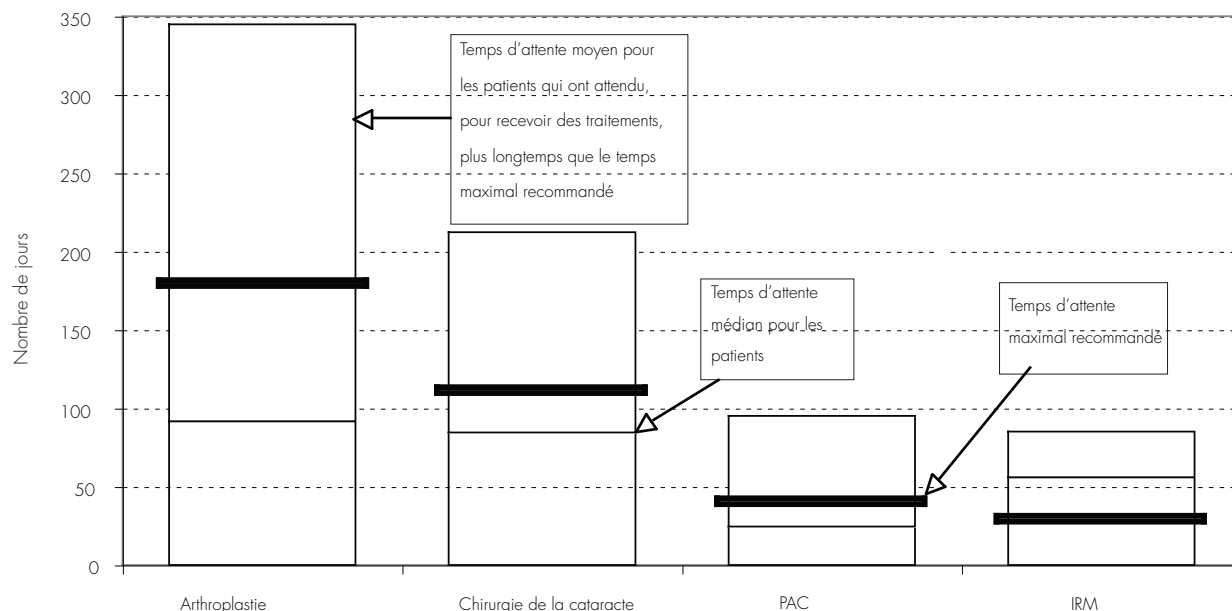 350
300
250
200
150
100
50
0
Nombre de jours
Temps d'attente moyen pour
les patients qui ont attendu,
pour recevoir des traitements,
plus longtemps que le temps
maximal recommandé
Temps d'attente
médian pour les
patients
Temps d'attente
maximal recommandé
Arthroplastie
Chirurgie de la cataracte
PAC
IRM